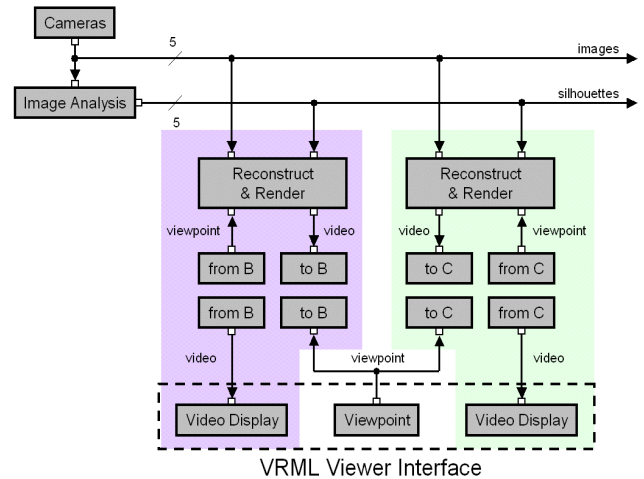 Cameras
5
images
Image Analysis
silhouettes
5
Reconstruct
& Render
Reconstruct
& Render
viewpoint
video
video
viewpoint
from B
to B
to C
from C
from B
to B
to C
from C
video
viewpoint
video
Video Display
Viewpoint
Video Display
VRML Viewer Interface